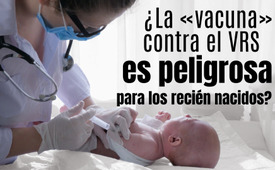 ¿La «vacuna»
contra el VRS
es peligrosa
para los recién nacidos?